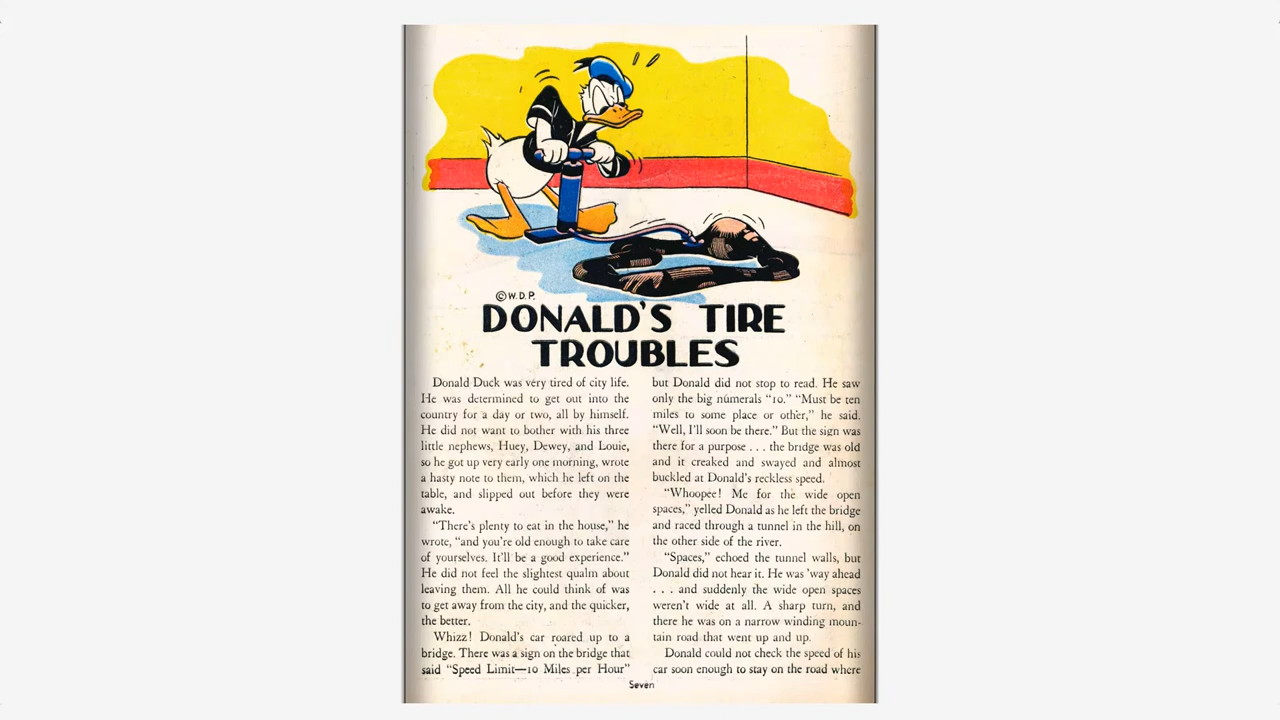 ©W.D.P.
DONALD'S TIRE
TROUBLES
Donald Duck was very tired of city life.
He was determined to get out into the
country for a day or two, all by himself.
He did not want to bother with his three
little nephews, Huey, Dewey, and Louie,
so he got up very early one morning, wrote
a hasty note to them, which he left on the
table, and slipped out before they were
awake.
"There's plenty to eat in the house," he
wrote, "and you're old enough to take care
of yourselves. It'll be a good experience."
He did not feel the slightest qualm about
leaving them. All he could think of was
to get away from the city, and the quicker,
the better.
Whizz! Donald's car roared up to a
bridge. There was a sign on the bridge that
said "Speed Limit—10 Miles per Hour"
but Donald did not stop to read. He saw
only the big numerals "10." "Must be ten
miles to some place or other," he said.
"Well, I'll soon be there." But the sign was
there for a purpose . . . the bridge was old
and it creaked and swayed and almost
buckled at Donald's reckless speed.
"Whoopee! Me for the wide open
spaces," yelled Donald as he left the bridge
and raced through a tunnel in the hill, on
the other side of the river.
"Spaces," echoed the tunnel walls, but
Donald did not hear it. He was 'way ahead
. . . and suddenly the wide open spaces
weren't wide at all. A sharp turn, and
there he was on a narrow winding moun-
tain road that went up and up.
Donald could not check the speed of his
car soon enough to stay on the road where
Seven